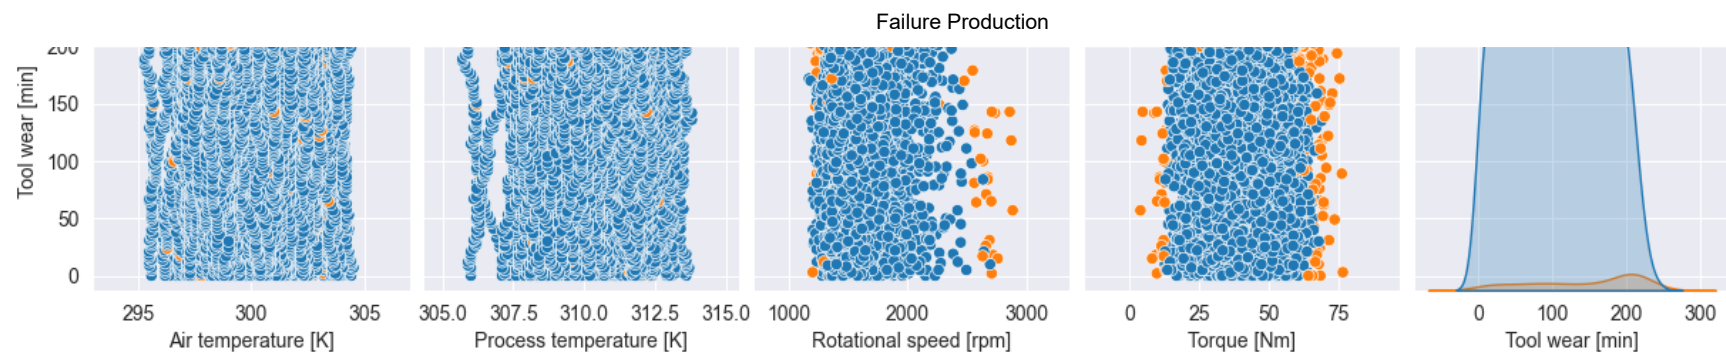 Failure Production
Tool wear [min]
200
150
100
50
0
295 300 305
305.0 307.5 310.0 312.5 315.0
1000 2000 3000
0 25 50 75
0 100 200 300
Air temperature [K]
Process temperature [K]
Rotational speed [rpm]
Torque [Nm]
Tool wear [min]